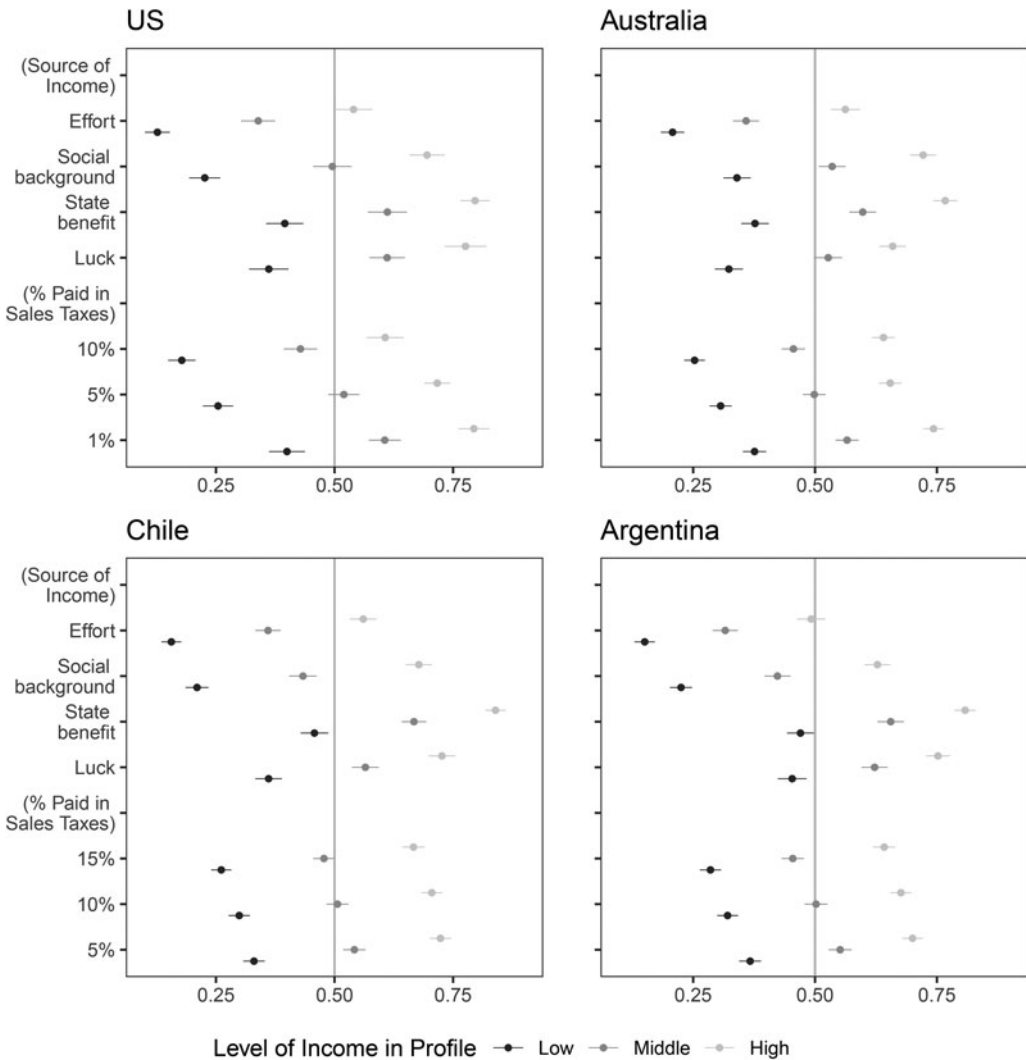 US
(Source of
Income)
Effort
Social
background
State
benefit
Luck
(% Paid in
Sales Taxes)
10%
5%
1%
0.25 0.50 0.75
Australia
0.25 0.50 0.75
Chile
(Source of
Income)
Effort
Social
background
State
benefit
Luck
(% Paid in
Sales Taxes)
15%
10%
5%
0.25 0.50 0.75
Argentina
0.25 0.50 0.75
Level of Income in Profile Low Middle High